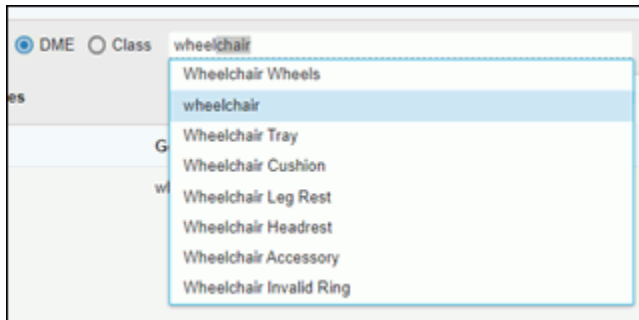 DME Class wheelchair
Wheelchair Wheels
es
wheelchair
Wheelchair Tray
G
Wheelchair Cushion
wh
Wheelchair Leg Rest
Wheelchair Headrest
Wheelchair Accessory
Wheelchair Invalid Ring